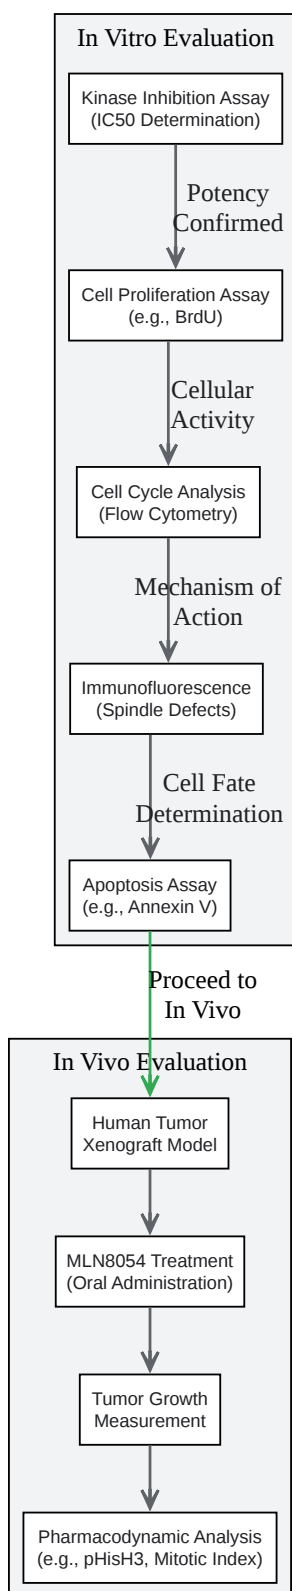 In Vitro Evaluation
Kinase Inhibition Assay
(IC50 Determination)
Potency
Confirmed
Cell Proliferation Assay
(e.g., BrdU)
Cellular
Activity
Cell Cycle Analysis
(Flow Cytometry)
Mechanism of
Action
Immunofluorescence
(Spindle Defects)
Cell Fate
Determination
Apoptosis Assay
(e.g., Annexin V)
Proceed to
In Vivo
In Vivo Evaluation
Human Tumor
Xenograft Model
MLN8054 Treatment
(Oral Administration)
Tumor Growth
Measurement
Pharmacodynamic Analysis
(e.g., pHisH3, Mitotic Index)